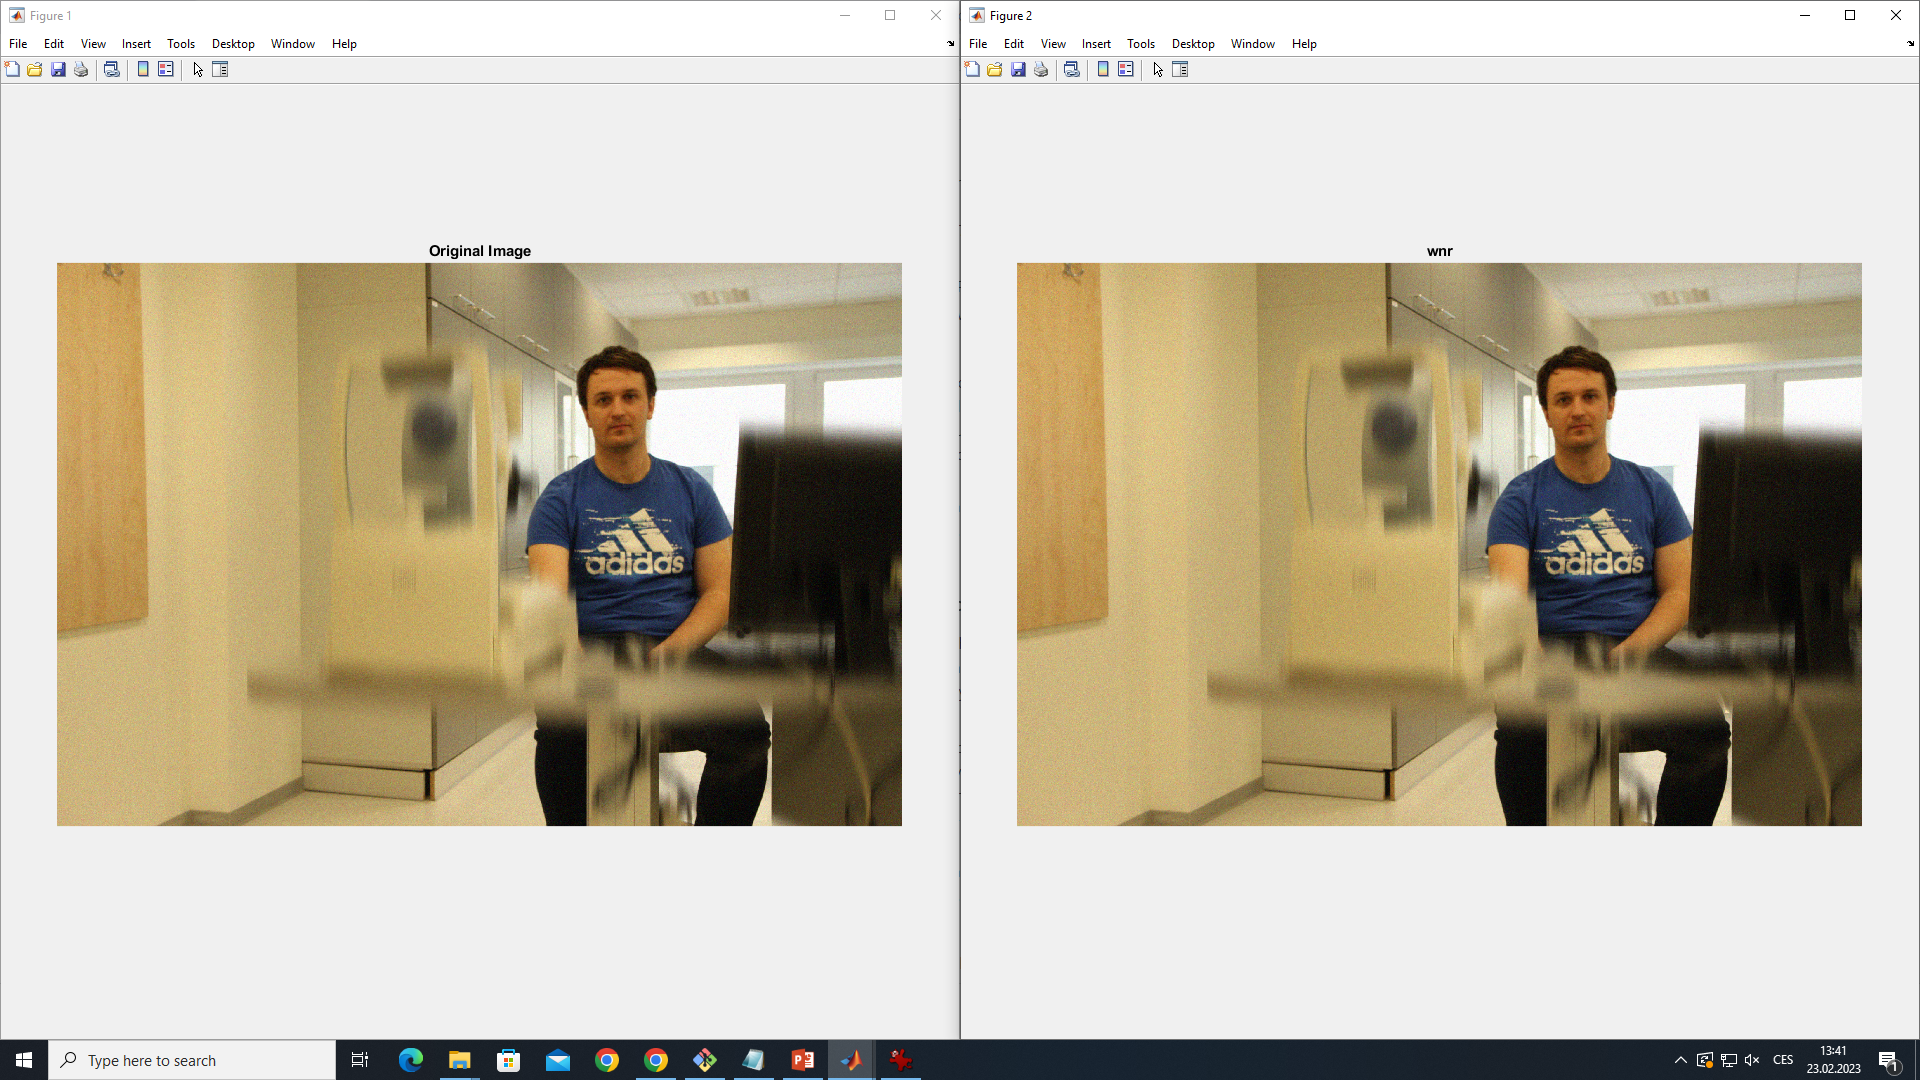 Figure 1
File Edit View Insert Tools Desktop Window Help
Original Image
adidas
Figure 2
File Edit View Insert Tools Desktop Window Help
wnr
adidas
Type here to search
CES
13:41
23.02.2023
1